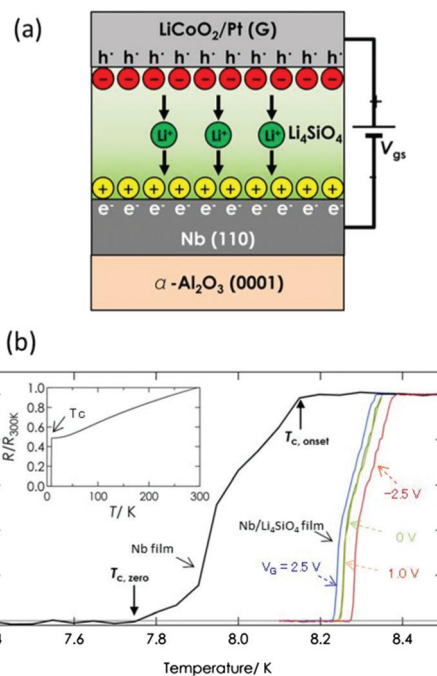 (a)
LiCoO₂/Pt (G)
h· h· h· h· h· h· h· h· h·
− − − − − − − − −
Li⁺ Li⁺ Li⁺ Li₄SiO₄
+
Vgs
-
+ + + + + + + + +
e⁻ e⁻ e⁻ e⁻ e⁻ e⁻ e⁻ e⁻ e⁻
Nb (110)
α-Al₂O₃ (0001)
(b)
R/R300K
1.0
0.8
0.6
0.4
0.2
0.0
Tc
0 100 200 300
T/ K
Tc, onset
−2.5 V
Nb/Li₄SiO₄ film
0 V
Nb film
VG = 2.5 V
1.0 V
Tc, zero
7.6 7.8 8.0 8.2 8.4
Temperature/ K